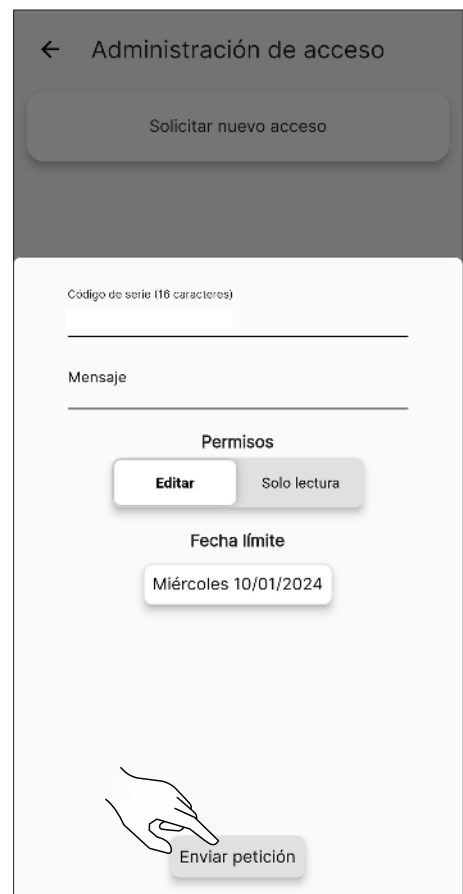 Administración de acceso
Solicitar nuevo acceso
Código de serie (16 caracteres)
Mensaje
Permisos
Editar
Solo lectura
Fecha límite
Miércoles 10/01/2024
Enviar petición